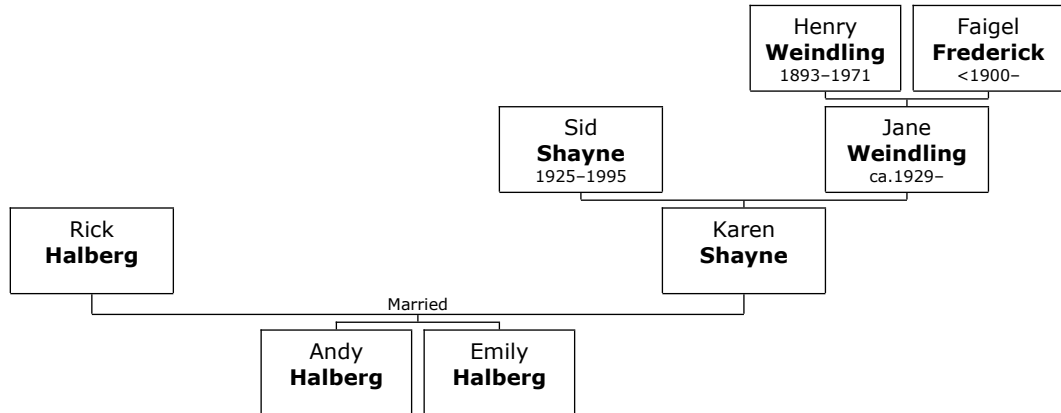 Henry
Weindling
1893–1971
Faigel
Frederick
<1900–
Sid
Shayne
1925–1995
Jane
Weindling
ca.1929–
Rick
Halberg
Karen
Shayne
Married
Andy
Halberg
Emily
Halberg